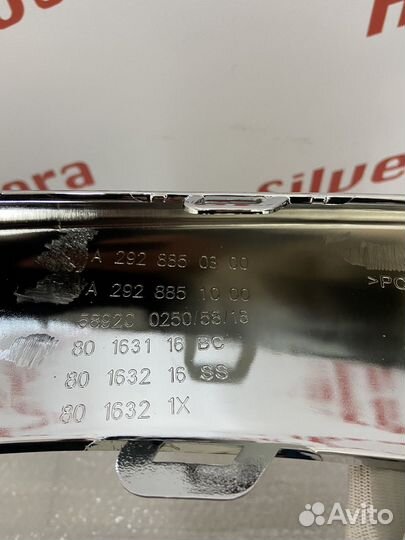 Silvera
A 292 885 03 00
A 292 885 10 00
58920 0250/58/16
80 1631 16 BC
80 1632 16 SS
80 1632 1X
>PC
Avito